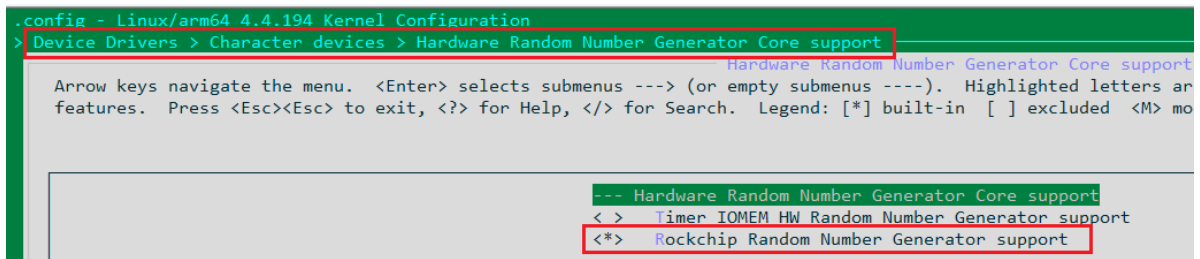 .config - Linux/arm64 4.4.194 Kernel Configuration
> Device Drivers > Character devices > Hardware Random Number Generator Core support
Hardware Random Number Generator Core support
Arrow keys navigate the menu.  <Enter> selects submenus ---> (or empty submenus ----).  Highlighted letters ar
features.  Press <Esc><Esc> to exit, <?> for Help, </> for Search.  Legend: [*] built-in  [ ] excluded  <M> mo
--- Hardware Random Number Generator Core support
< >   Timer IOMEM HW Random Number Generator support
<*>   Rockchip Random Number Generator support